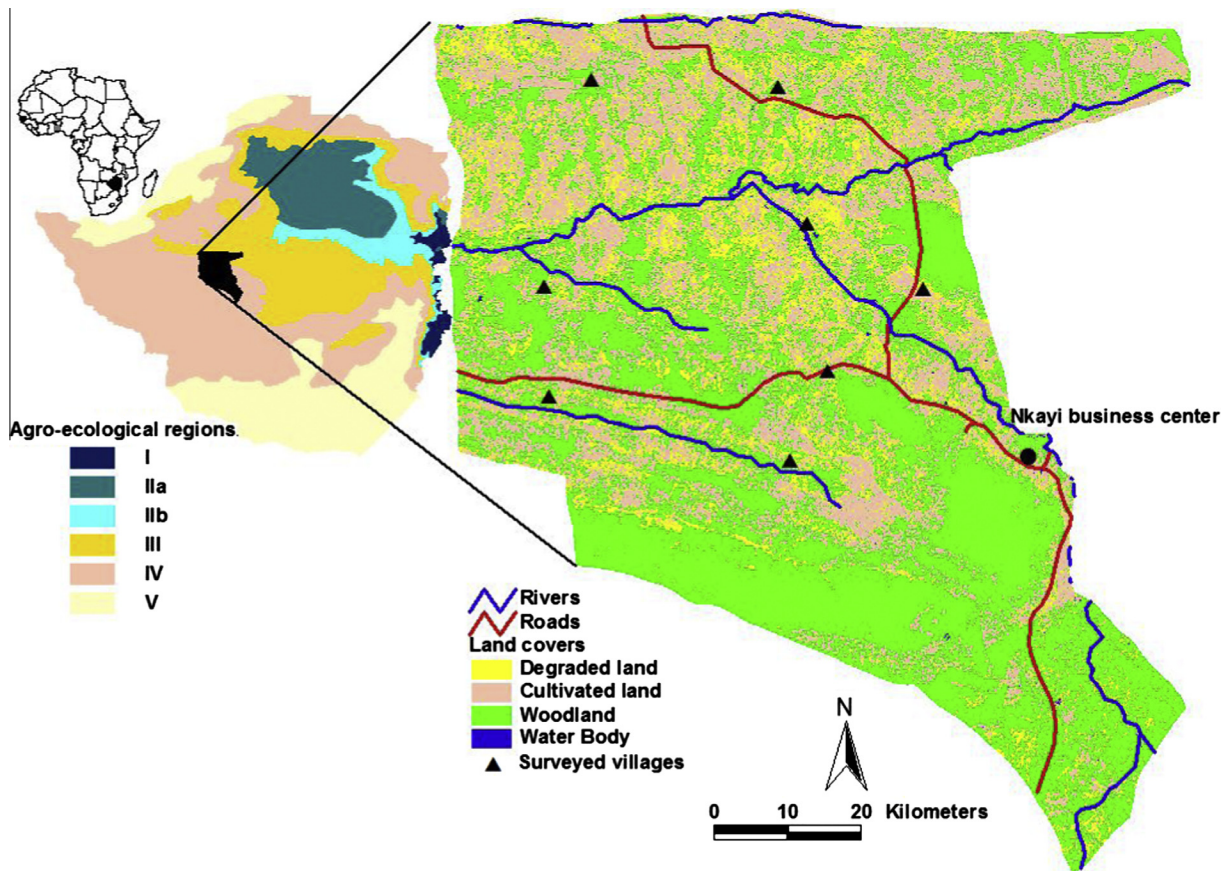 Nkayi business center
Agro-ecological regions.
I
IIa
IIb
III
IV
V
Rivers
Roads
Land covers
Degraded land
Cultivated land
Woodland
Water Body
Surveyed villages
N
0 10 20 Kilometers